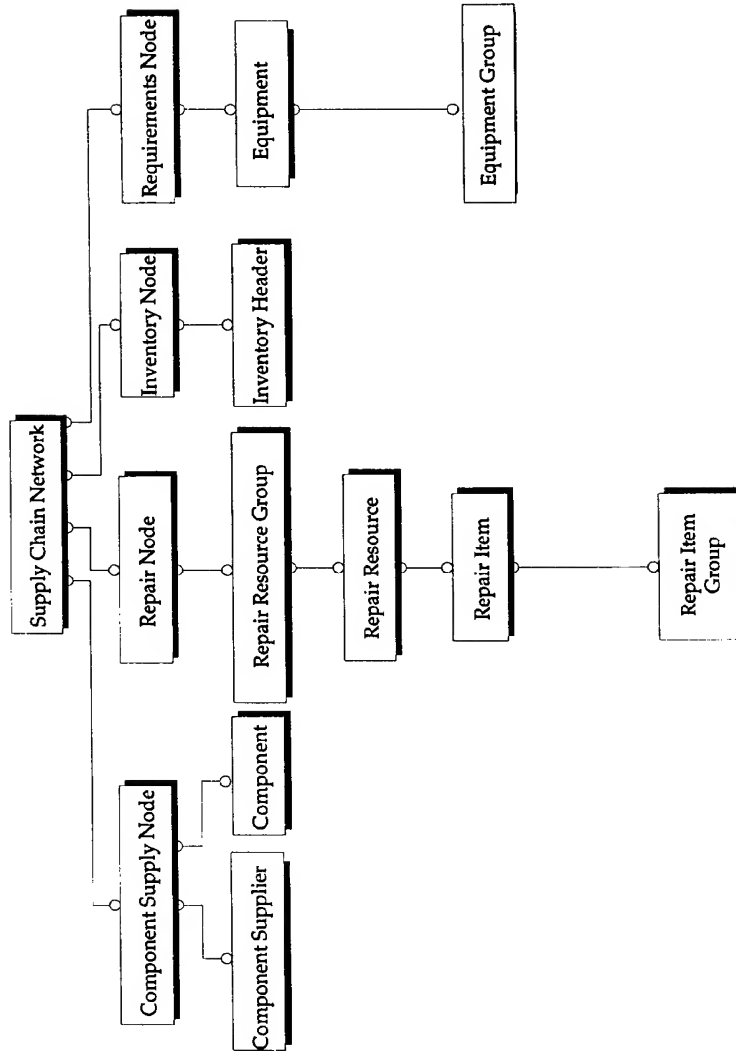 Supply Chain Network
Component Supply Node
Repair Node
Inventory Node
Requirements Node
Component Supplier
Component
Repair Resource Group
Inventory Header
Equipment
Repair Resource
Repair Item
Repair Item
Group
Equipment Group